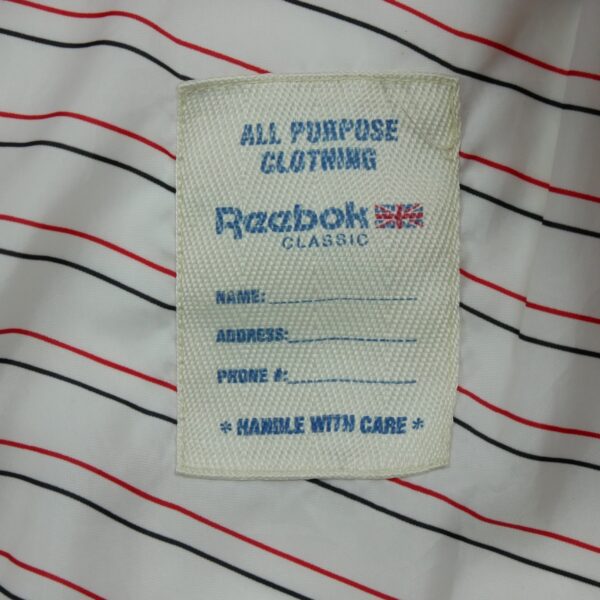 ALL PURPOSE
CLOTHING
Reebok
CLASSIC
NAME:
ADDRESS:
PHONE #:
* HANDLE WITH CARE *